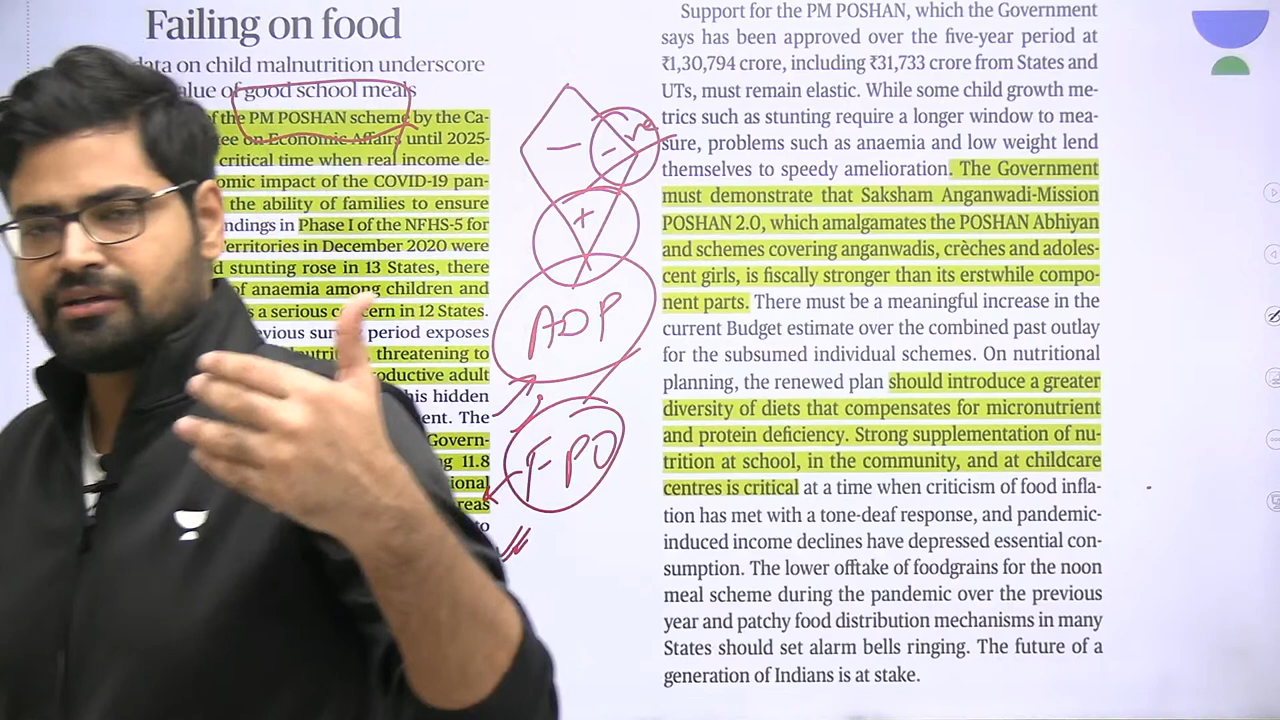 Failing on food
data on child malnutrition underscore
value of good school meals
of the PM POSHAN scheme by the Ca-
on Economic Affairs until 2025-
critical time when real income de-
omic impact of the COVID-19 pan-
the ability of families to ensure
ndings in Phase I of the NFHS-5 for
erritories in December 2020 were
d stunting rose in 13 States, there
of anaemia among children and
s a serious concern in 12 States.
evious survey period exposes
threatening to
oductive adult
his hidden
ent. The
Govern-
ng 11.8
ional
reas
to
−
− ve
+
ADP
FPO
Support for the PM POSHAN, which the Government
says has been approved over the five-year period at
₹1,30,794 crore, including ₹31,733 crore from States and
UTs, must remain elastic. While some child growth me-
trics such as stunting require a longer window to mea-
sure, problems such as anaemia and low weight lend
themselves to speedy amelioration. The Government
must demonstrate that Saksham Anganwadi-Mission
POSHAN 2.0, which amalgamates the POSHAN Abhiyan
and schemes covering anganwadis, crèches and adoles-
cent girls, is fiscally stronger than its erstwhile compo-
nent parts. There must be a meaningful increase in the
current Budget estimate over the combined past outlay
for the subsumed individual schemes. On nutritional
planning, the renewed plan should introduce a greater
diversity of diets that compensates for micronutrient
and protein deficiency. Strong supplementation of nu-
trition at school, in the community, and at childcare
centres is critical at a time when criticism of food infla-
tion has met with a tone-deaf response, and pandemic-
induced income declines have depressed essential con-
sumption. The lower offtake of foodgrains for the noon
meal scheme during the pandemic over the previous
year and patchy food distribution mechanisms in many
States should set alarm bells ringing. The future of a
generation of Indians is at stake.